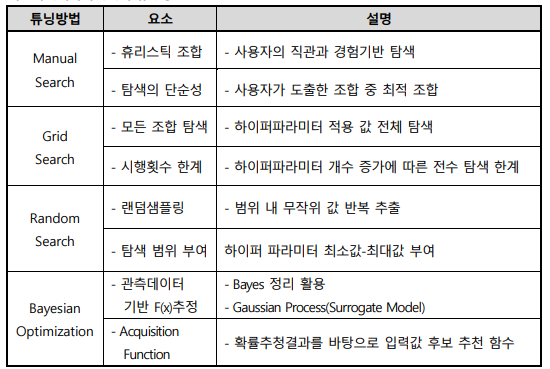 튜닝방법 요소 설명
Manual Search
- 휴리스틱 조합 - 사용자의 직관과 경험기반 탐색
- 탐색의 단순성 - 사용자가 도출한 조합 중 최적 조합
Grid Search
- 모든 조합 탐색 - 하이퍼파라미터 적용 값 전체 탐색
- 시행횟수 한계 - 하이퍼파라미터 개수 증가에 따른 전수 탐색 한계
Random Search
- 랜덤샘플링 - 범위 내 무작위 값 반복 추출
- 탐색 범위 부여 하이퍼 파라미터 최소값-최대값 부여
Bayesian Optimization
- 관측데이터 기반 F(x)추정
- Bayes 정리 활용
- Gaussian Process(Surrogate Model)
- Acquisition Function
- 확률추청결과를 바탕으로 입력값 후보 추천 함수